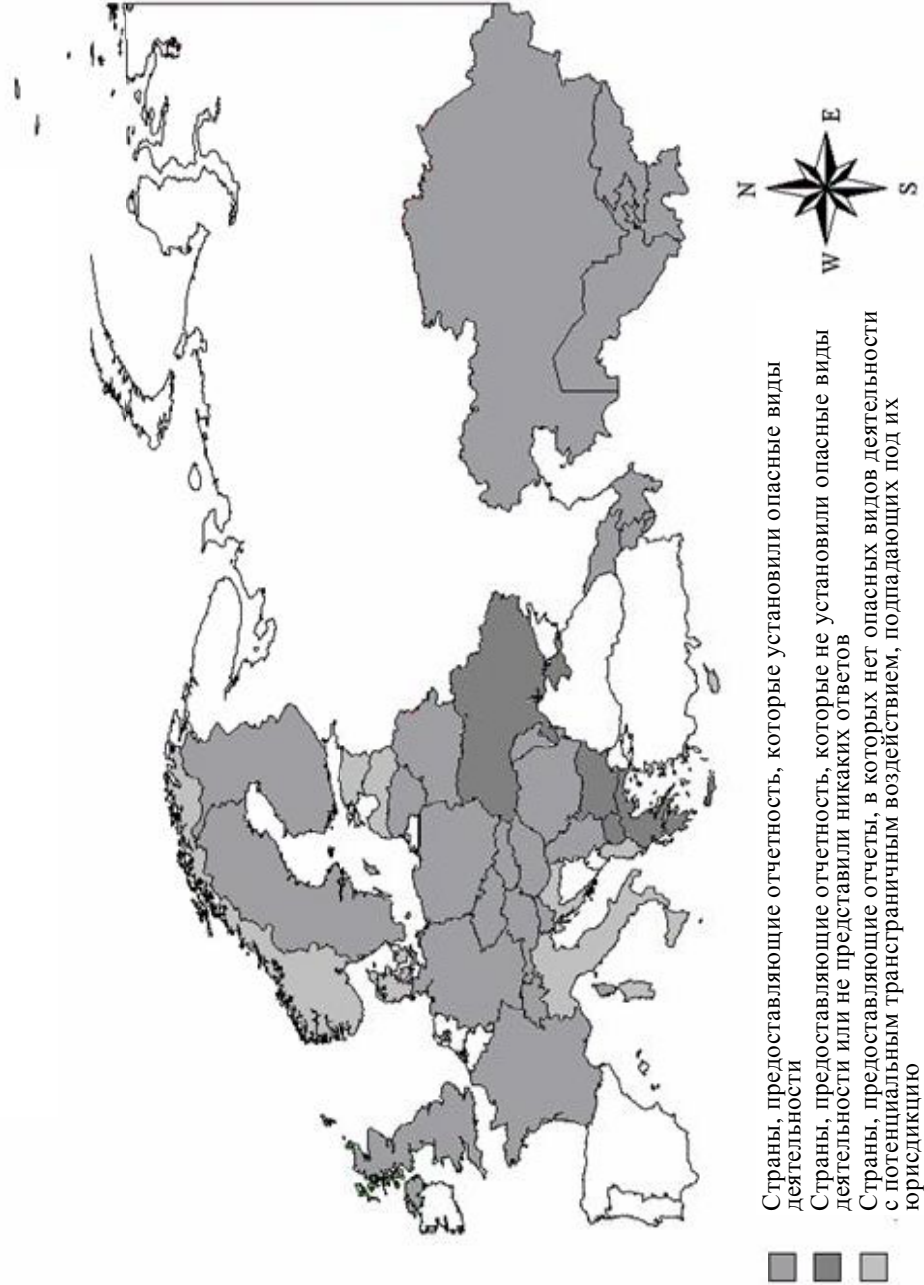 N
W
E
S
Страны, предоставляющие отчетность, которые установили опасные виды
деятельности
Страны, предоставляющие отчетность, которые не установили опасные виды
деятельности или не представили никаких ответов
Страны, предоставляющие отчеты, в которых нет опасных видов деятельности
с потенциальным трансграничным воздействием, подпадающих под их
юрисдикцию